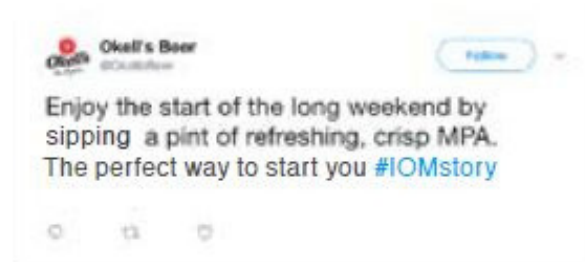 Okell's Beer
Follow
Enjoy the start of the long weekend by
sipping a pint of refreshing, crisp MPA.
The perfect way to start you #IOMstory